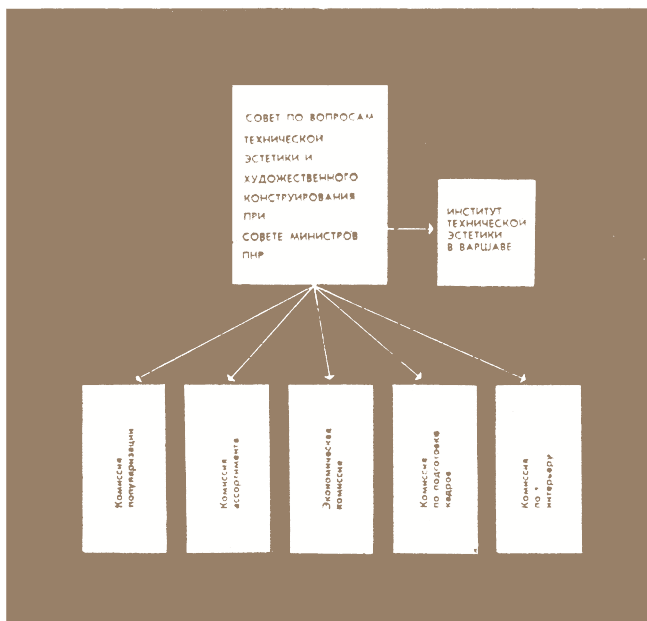 СОВЕТ ПО ВОПРОСАМ
ТЕХНИЧЕСКОЙ
ЭСТЕТИКИ И
ХУДОЖЕСТВЕННОГО
КОНСТРУИРОВАНИЯ
ПРИ
СОВЕТЕ МИНИСТРОВ
ПНР
ИНСТИТУТ
ТЕХНИЧЕСКОЙ
ЭСТЕТИКИ
В ВАРШАВЕ
Комиссия
популяризации
Комиссия
ассортимента
Экономическая
комиссия
Комиссия
по подготовке
кадров
Комиссия
по
интерьеру